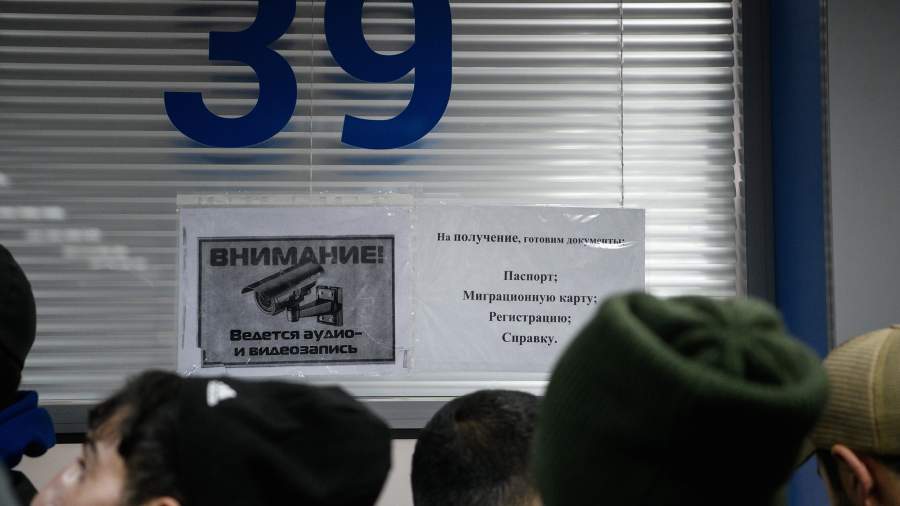 39
ВНИМАНИЕ!
Ведется аудио-
и видеозапись
На получение, готовим документы:
Паспорт;
Миграционную карту;
Регистрацию;
Справку.